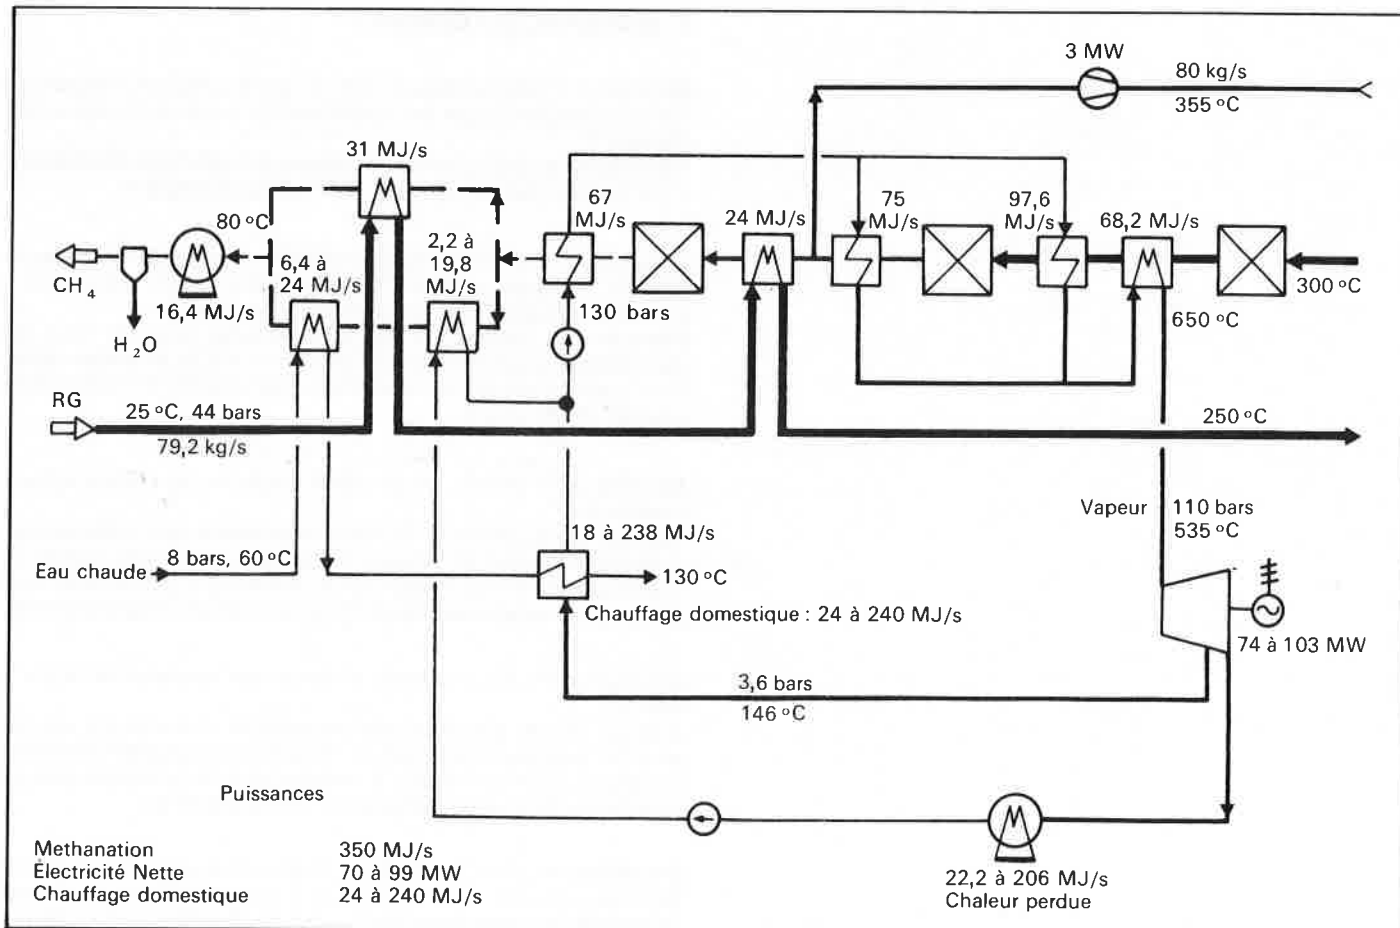 3 MW
80 kg/s
355 °C
31 MJ/s
67
MJ/s
24 MJ/s
75
MJ/s
97,6
MJ/s
68,2 MJ/s
80 °C
2,2 à
19,8
MJ/s
6,4 à
24 MJ/s
CH4
16,4 MJ/s
H2O
130 bars
300 °C
650 °C
RG
25 °C, 44 bars
79,2 kg/s
250 °C
Vapeur
110 bars
535 °C
18 à 238 MJ/s
Eau chaude
8 bars, 60 °C
130 °C
Chauffage domestique : 24 à 240 MJ/s
74 à 103 MW
3,6 bars
146 °C
Puissances
Methanation 350 MJ/s
Électricité Nette 70 à 99 MW
Chauffage domestique 24 à 240 MJ/s
22,2 à 206 MJ/s
Chaleur perdue